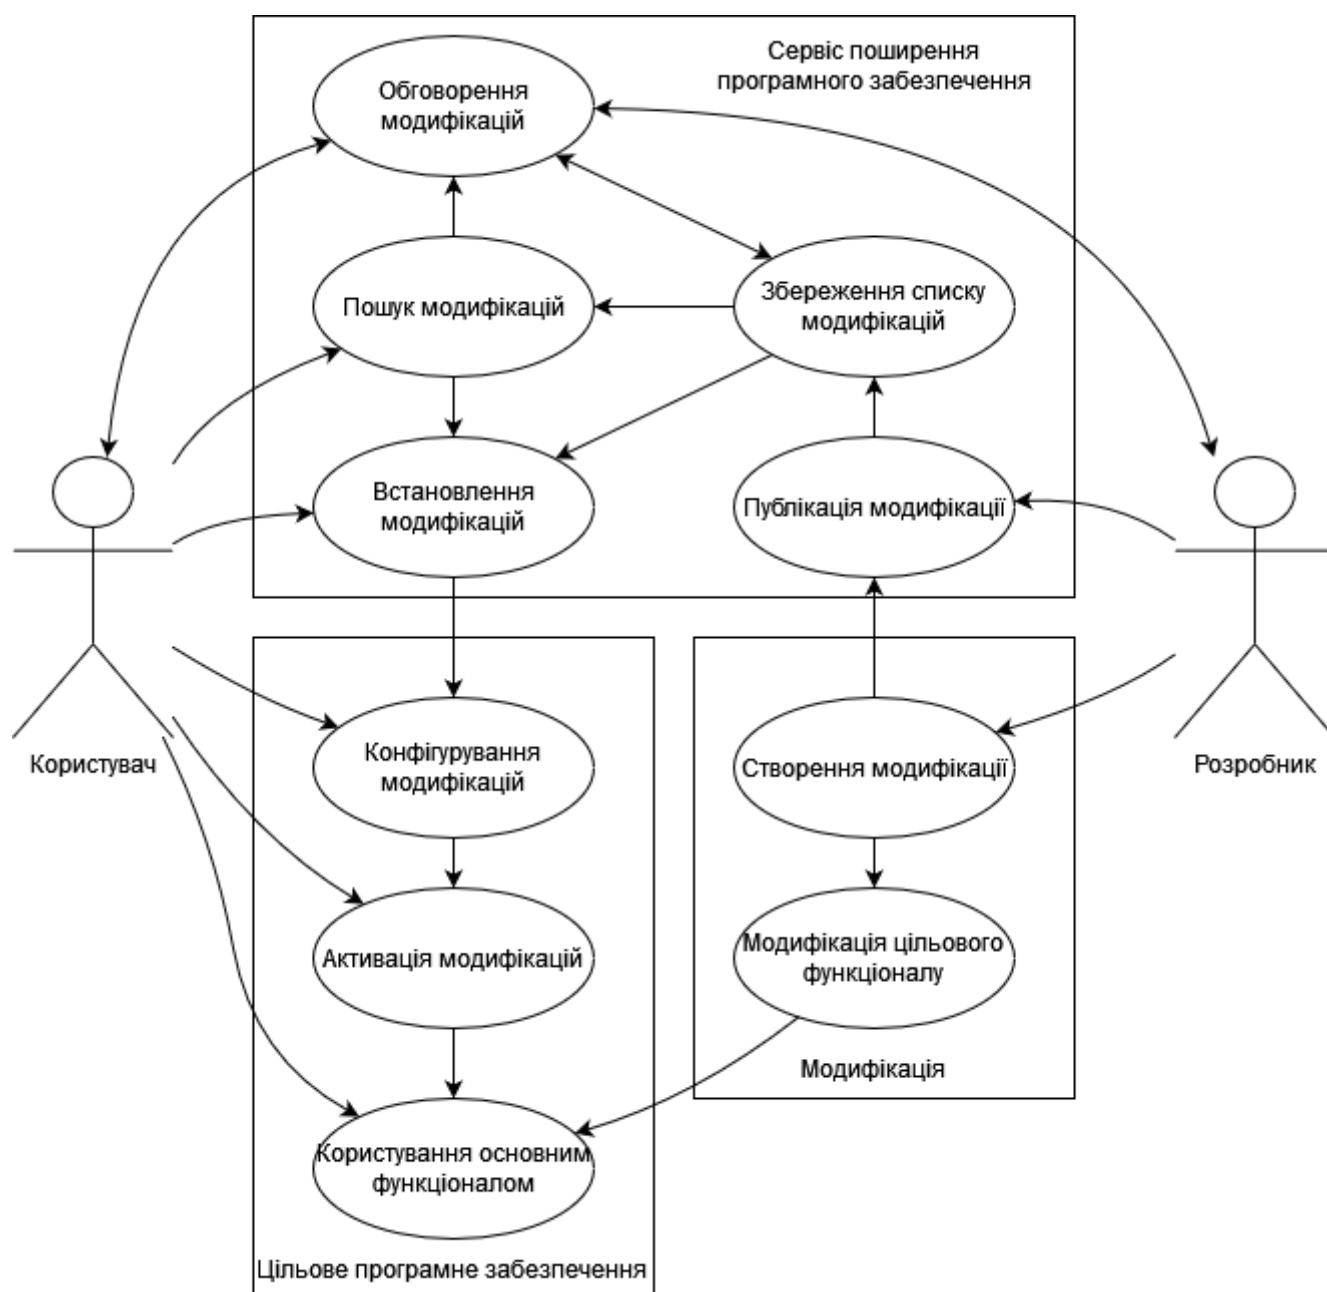 Сервіс поширення
програмного забезпечення
Обговорення
модифікацій
Пошук модифікацій
Збереження списку
модифікацій
Встановлення
модифікацій
Публікація модифікації
Користувач
Конфігурування
модифікацій
Створення модифікації
Розробник
Активація модифікацій
Модифікація цільового
функціоналу
Модифікація
Користування основним
функціоналом
Цільове програмне забезпечення